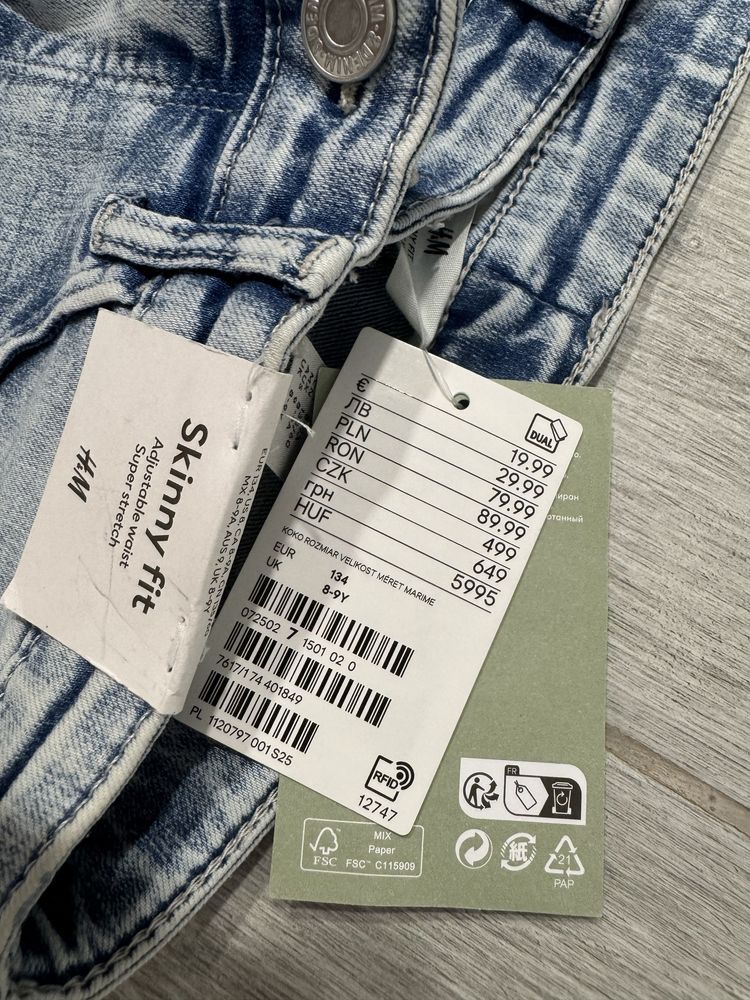 H&M
DUAL
€ 19.99
ЛВ 29.99
PLN 79.99
RON 89.99
CZK 499
грн 649
HUF 5995
KOKO ROZMIAR VELIKOST MÉRET MARIME
EUR 134
UK 8-9Y
072502 7 1501 02 0
7617/174 401849
PL 1120797 001 S25
RFID
12747
H&M
Skinny fit
Adjustable waist
Superstretch
FR
FSC
MIX
Paper
FSC™ C115909
紙
21
PAP